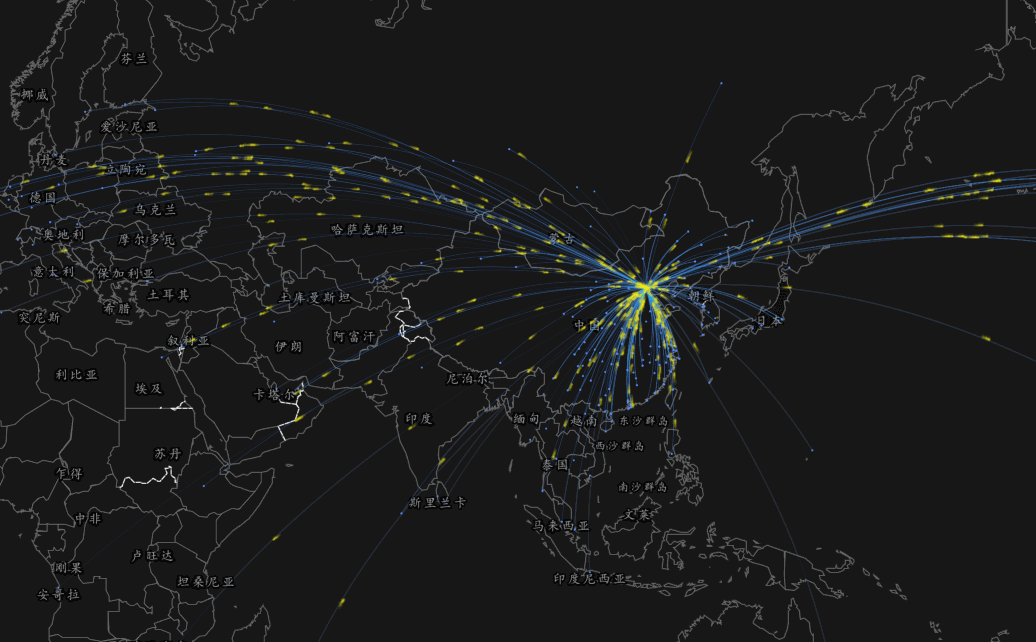 芬兰
挪威
爱沙尼亚
丹麦
立陶宛
德国
乌克兰
奥地利
摩尔多瓦
哈萨克斯坦
蒙古
意大利
保加利亚
土耳其
土库曼斯坦
朝鲜
希腊
突尼斯
中国
日本
叙利亚
伊朗
阿富汗
利比亚
埃及
卡塔尔
尼泊尔
印度
缅甸
越南
东沙群岛
西沙群岛
苏丹
乍得
泰国
南沙群岛
斯里兰卡
文莱
中非
马来西亚
卢旺达
刚果
坦桑尼亚
印度尼西亚
安哥拉